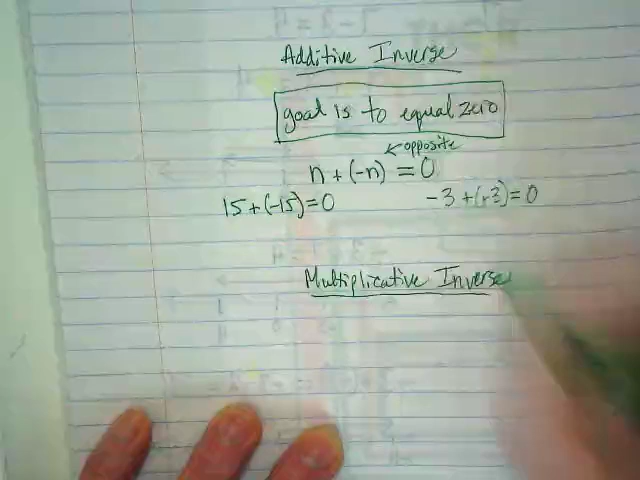 Additive Inverse
goal is to equal zero
opposite
n + (-n) = 0
15 + (-15) = 0
-3 + (+3) = 0
Multiplicative Inverse